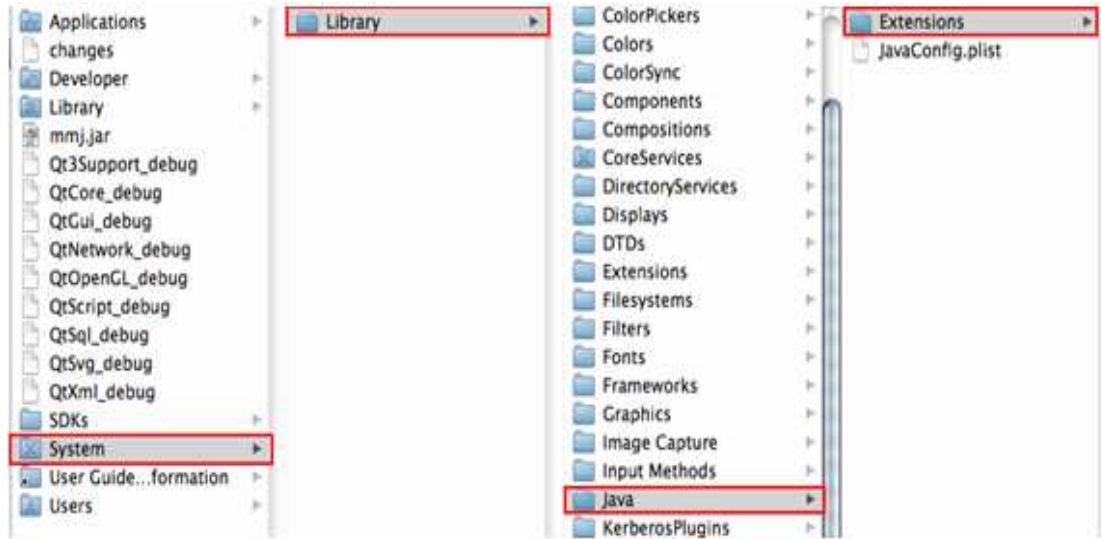 Applications
changes
Developer
Library
mmj.jar
Qt3Support_debug
QtCore_debug
QtGui_debug
QtNetwork_debug
QtOpenGL_debug
QtScript_debug
QtSql_debug
QtSvg_debug
QtXml_debug
SDKs
System
User Guide...formation
Users
Library
ColorPickers
Colors
ColorSync
Components
Compositions
CoreServices
DirectoryServices
Displays
DTDs
Extensions
Filesystems
Filters
Fonts
Frameworks
Graphics
Image Capture
Input Methods
Java
KerberosPlugins
Extensions
JavaConfig.plist